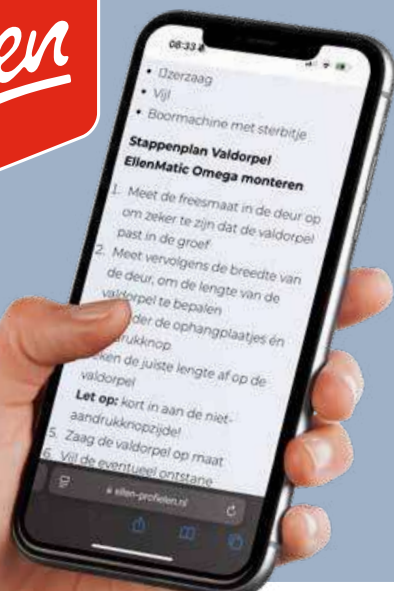 en
08:33
• IJzerzaag
• Vijl
• Boormachine met sterbitje
Stappenplan Valdorpel
EllenMatic Omega monteren
1. Meet de freesmaat in de deur op
om zeker te zijn dat de valdorpel
past in de groef
2. Meet vervolgens de breedte van
de deur, om de lengte van de
valdorpel te bepalen
der de ophangplaatjes én
drukknop
ken de juiste lengte af op de
valdorpel
Let op: kort in aan de niet-
aandrukknopzijde!
5. Zaag de valdorpel op maat
6. Vijl de eventueel ontstane
ellen-profielen.nl